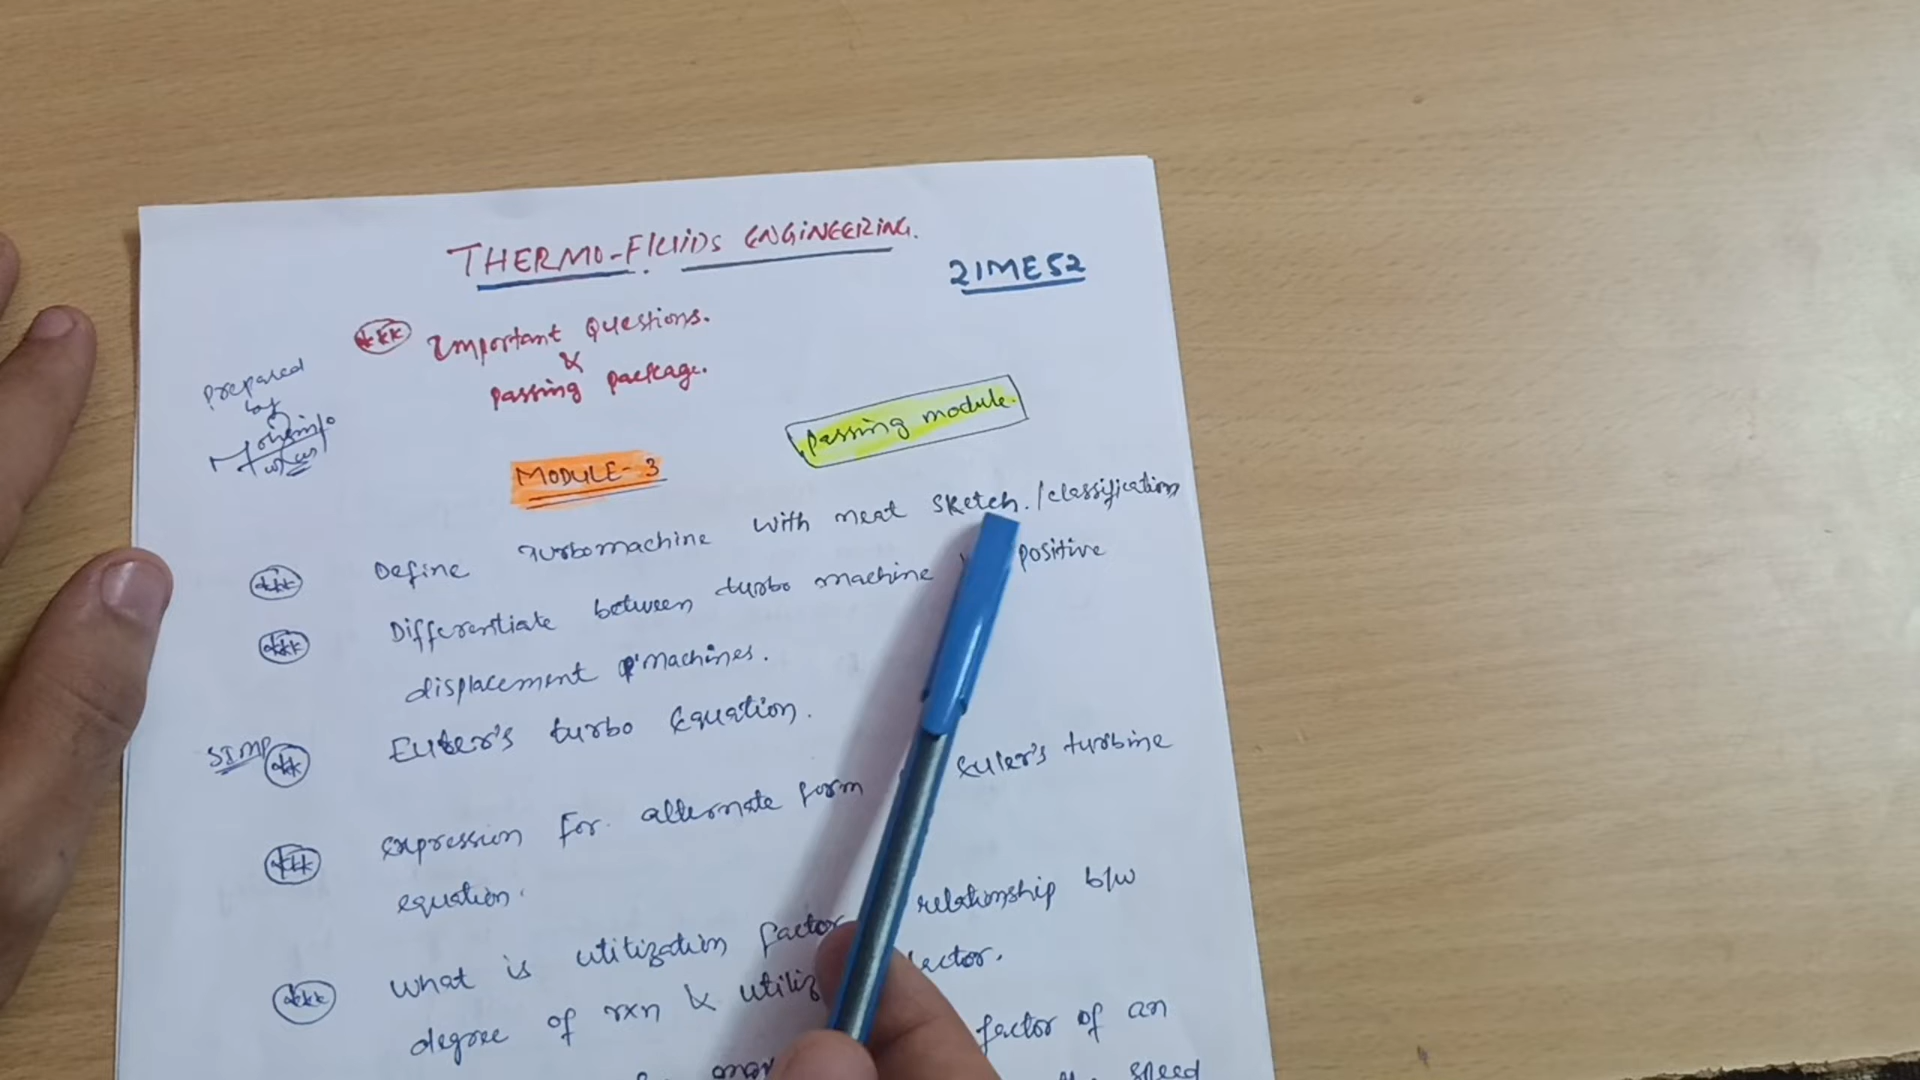 THERMO-FLUIDS ENGINEERING.
21ME52
*** Important Questions.
&
passing package.
prepared
by
passing module.
MODULE-3
*** Define Turbomachine with neat sketch./classification
*** Differentiate between turbo machine positive
displacement machines.
SIMP ** Euler's turbo Equation.
*** expression for alternate form Euler's turbine
equation.
*** What is utilization factor relationship b/w
degree of rxn & utiliz factor.
factor of an
speed